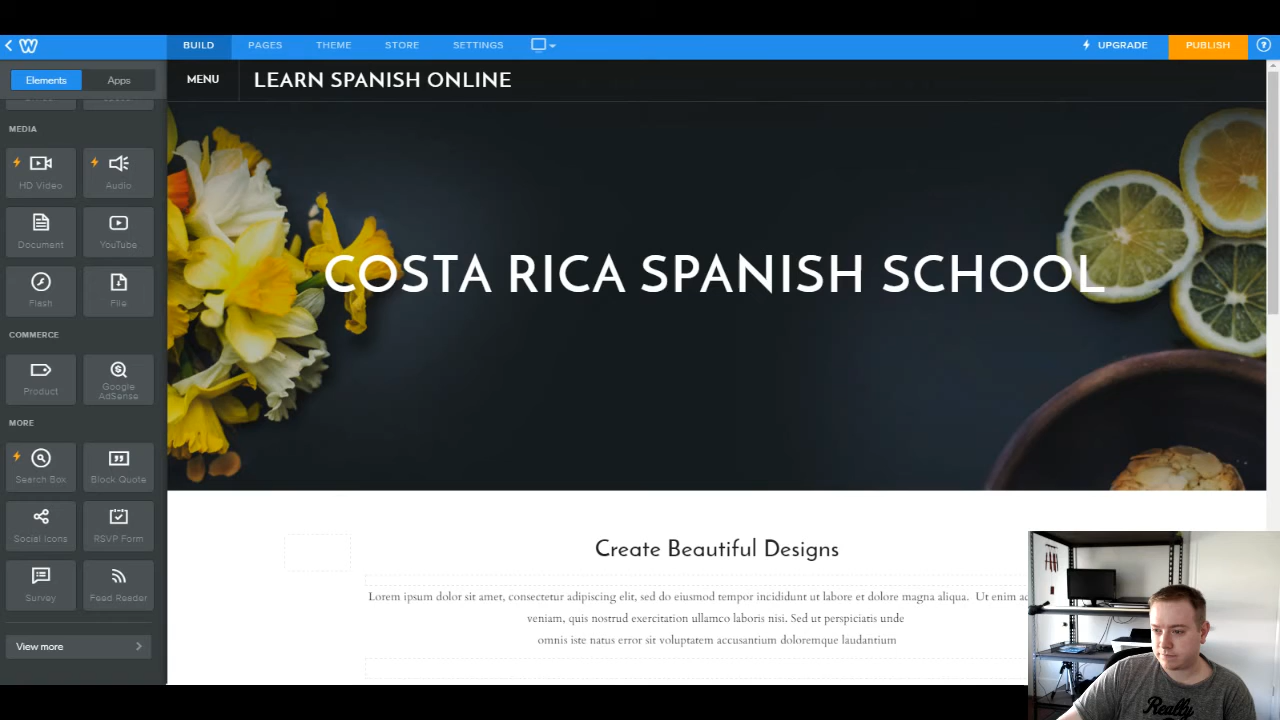 BUILD PAGES THEME STORE SETTINGS UPGRADE PUBLISH
Elements Apps
MENU LEARN SPANISH ONLINE
MEDIA
HD Video Audio
Document YouTube
Flash File
COMMERCE
Product Google AdSense
MORE
Search Box Block Quote
Social Icons RSVP Form
Survey Feed Reader
View more
COSTA RICA SPANISH SCHOOL
Create Beautiful Designs
Lorem ipsum dolor sit amet, consectetur adipiscing elit, sed do eiusmod tempor incididunt ut labore et dolore magna aliqua. Ut enim
veniam, quis nostrud exercitation ullamco laboris nisi. Sed ut perspiciatis unde
omnis iste natus error sit voluptatem accusantium doloremque laudantium
Really